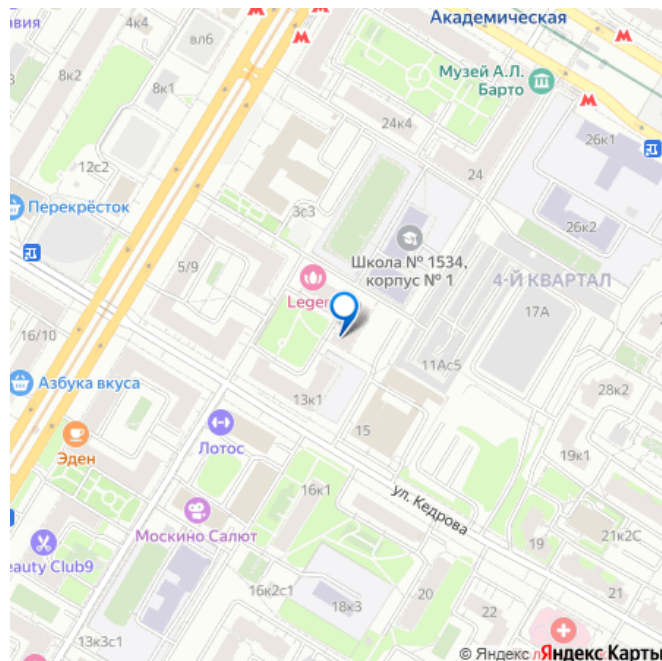 авия
4к4
вл6
Академическая
Музей А.Л.
Барто
8к2
8к1
24к4
26к1
12с2
24
Перекрёсток
3с3
26к2
Школа № 1534,
корпус № 1
5/9
4-Й КВАРТАЛ
Leger
17А
16/10
11Ас5
Азбука вкуса
28к2
13к1
Лотос
15
Эден
19к1
16к1
ул. Кедрова
Москино Салют
19
21к2С
eauty Club9
16к2с1
18к3
20
21
22
13к3с1
© Яндекс
Яндекс Карты